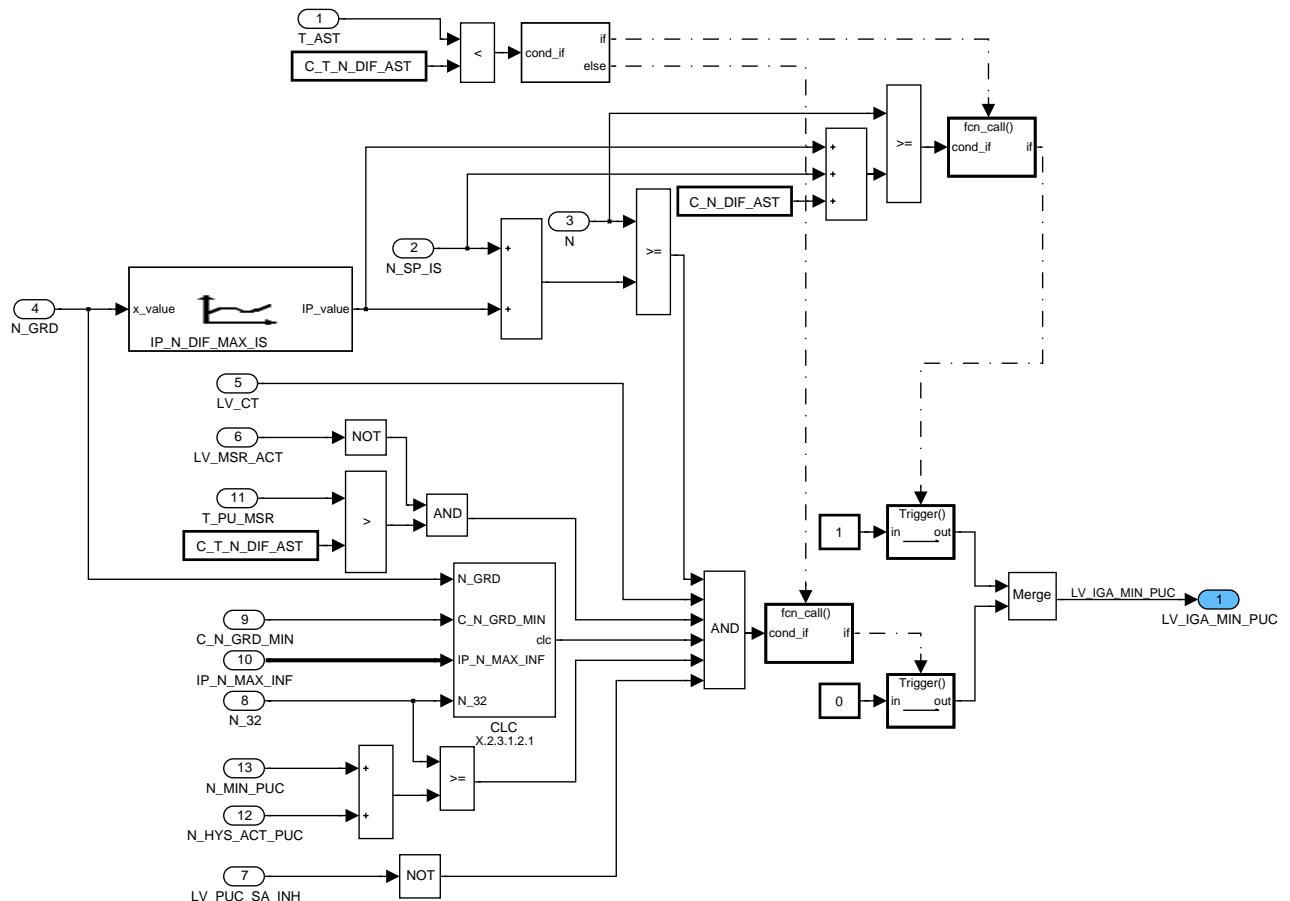 1
T_AST
C_T_N_DIF_AST
<
cond_if
if
else
fcn_call()
cond_if
if
>=
+
+
+
C_N_DIF_AST
3
N
>=
2
N_SP_IS
+
+
4
N_GRD
x_value
IP_value
IP_N_DIF_MAX_IS
5
LV_CT
6
LV_MSR_ACT
NOT
11
T_PU_MSR
>
AND
C_T_N_DIF_AST
Trigger()
1
in
out
N_GRD
9
C_N_GRD_MIN
C_N_GRD_MIN
clc
10
IP_N_MAX_INF
IP_N_MAX_INF
8
N_32
N_32
CLC
X.2.3.1.2.1
AND
fcn_call()
cond_if
if
Merge
LV_IGA_MIN_PUC
1
LV_IGA_MIN_PUC
Trigger()
0
in
out
13
N_MIN_PUC
+
+
>=
12
N_HYS_ACT_PUC
7
LV_PUC_SA_INH
NOT